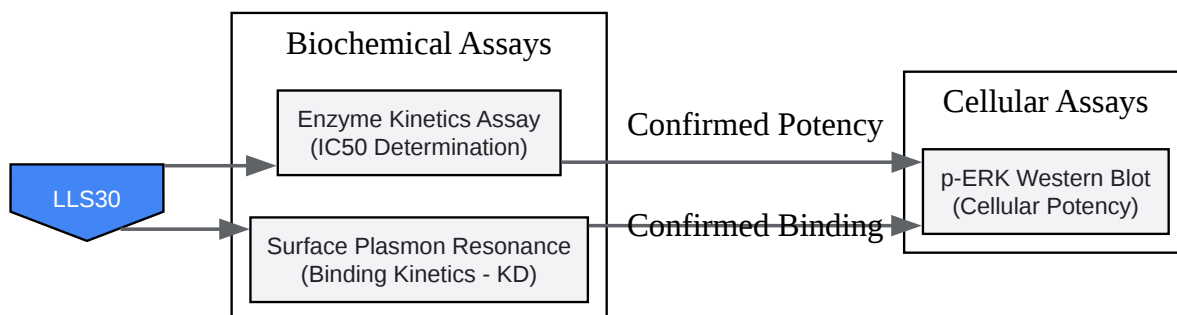 Biochemical Assays
Enzyme Kinetics Assay
(IC50 Determination)
Confirmed Potency
Cellular Assays
LLS30
p-ERK Western Blot
(Cellular Potency)
Surface Plasmon Resonance
(Binding Kinetics - KD)
Confirmed Binding